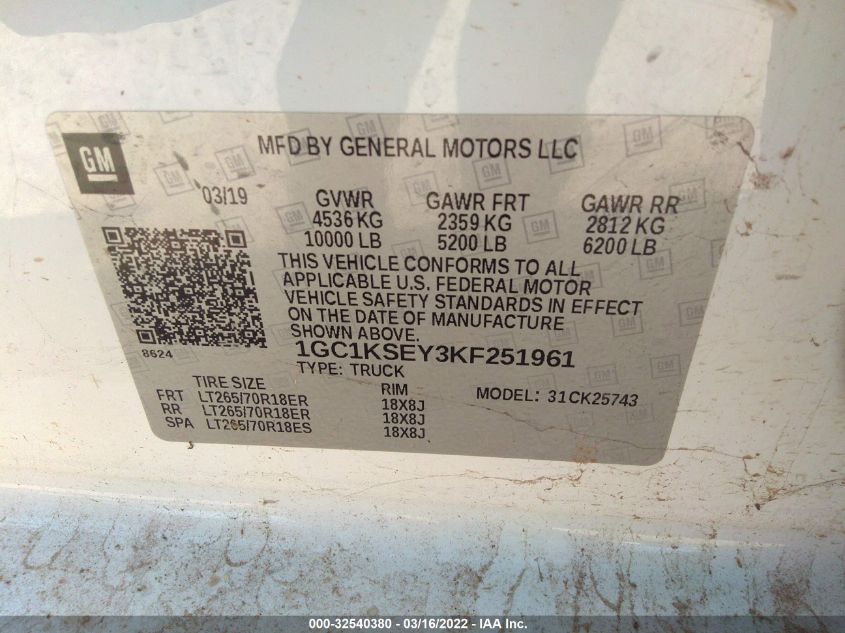 GM
MFD BY GENERAL MOTORS LLC
03/19
GVWR GAWR FRT GAWR RR
4536 KG 2359 KG 2812 KG
10000 LB 5200 LB 6200 LB
THIS VEHICLE CONFORMS TO ALL
APPLICABLE U.S. FEDERAL MOTOR
VEHICLE SAFETY STANDARDS IN EFFECT
ON THE DATE OF MANUFACTURE
SHOWN ABOVE.
8624
1GC1KSEY3KF251961
TYPE: TRUCK
TIRE SIZE RIM MODEL: 31CK25743
FRT LT265/70R18ER 18X8J
RR LT265/70R18ER 18X8J
SPA LT265/70R18ES 18X8J
000-32540380 - 03/16/2022 - IAA Inc.